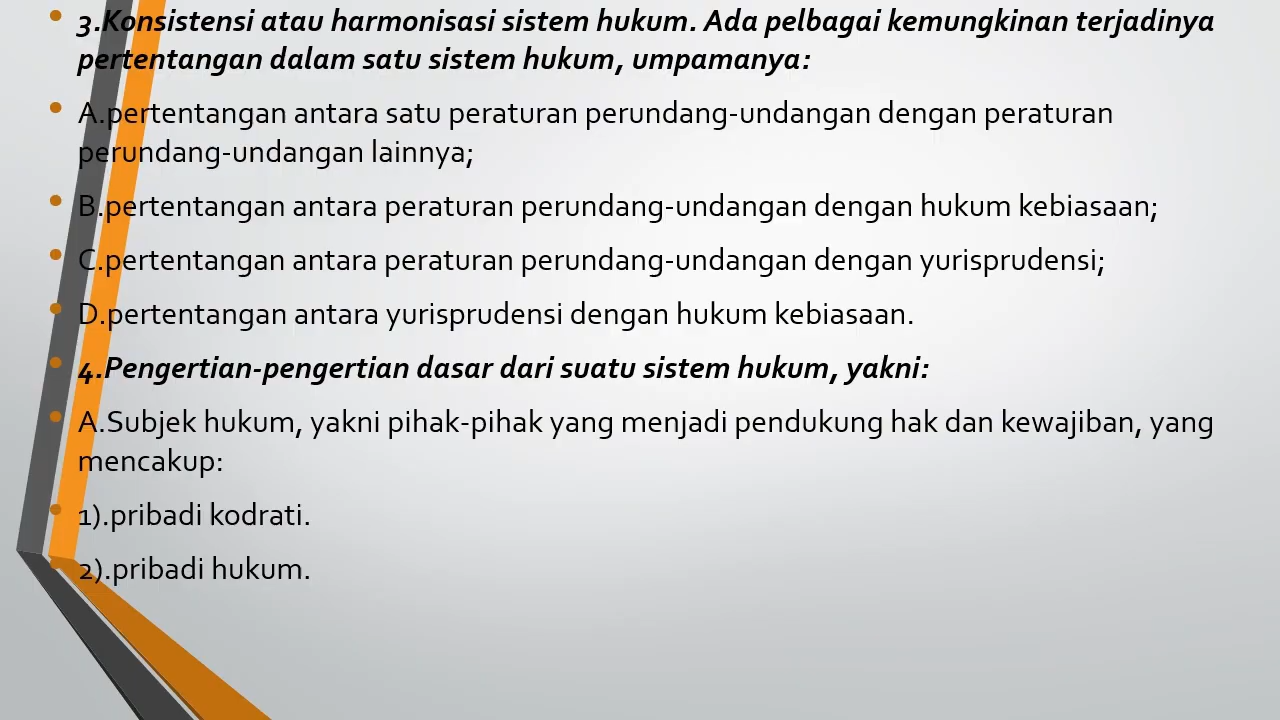 3.Konsistensi atau harmonisasi sistem hukum. Ada pelbagai kemungkinan terjadinya
pertentangan dalam satu sistem hukum, umpamanya:
A.pertentangan antara satu peraturan perundang-undangan dengan peraturan
perundang-undangan lainnya;
B.pertentangan antara peraturan perundang-undangan dengan hukum kebiasaan;
C.pertentangan antara peraturan perundang-undangan dengan yurisprudensi;
D.pertentangan antara yurisprudensi dengan hukum kebiasaan.
4.Pengertian-pengertian dasar dari suatu sistem hukum, yakni:
A.Subjek hukum, yakni pihak-pihak yang menjadi pendukung hak dan kewajiban, yang
mencakup:
1).pribadi kodrati.
2).pribadi hukum.